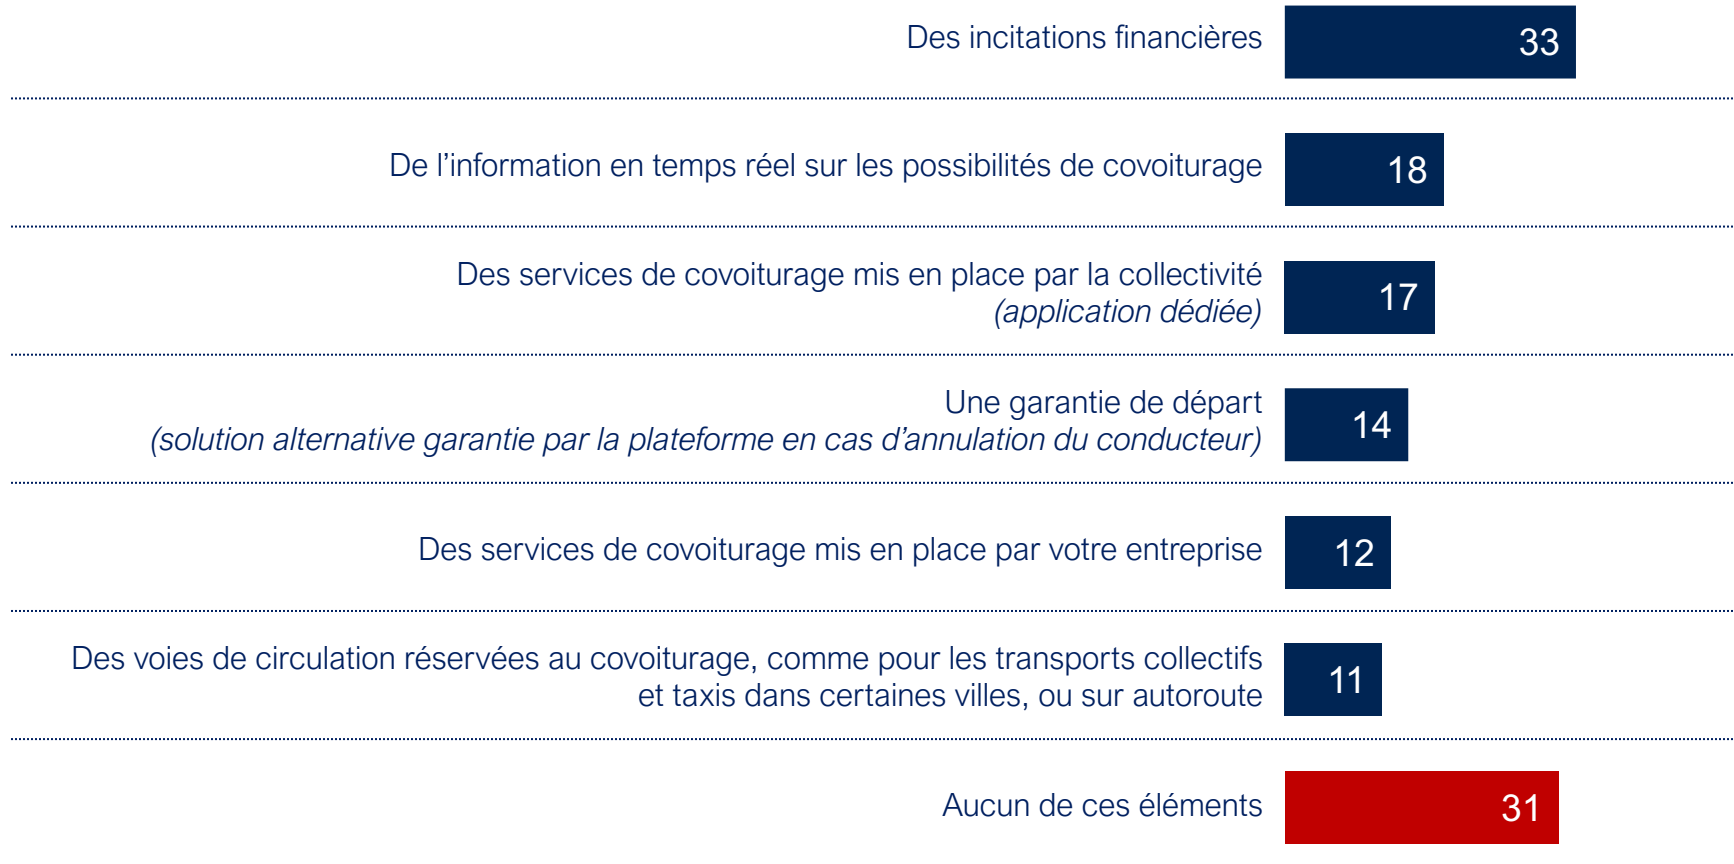 Des incitations financières
33
De l’information en temps réel sur les possibilités de covoiturage
18
Des services de covoiturage mis en place par la collectivité
(application dédiée)
17
Une garantie de départ
(solution alternative garantie par la plateforme en cas d’annulation du conducteur)
14
Des services de covoiturage mis en place par votre entreprise
12
Des voies de circulation réservées au covoiturage, comme pour les transports collectifs
et taxis dans certaines villes, ou sur autoroute
11
Aucun de ces éléments
31